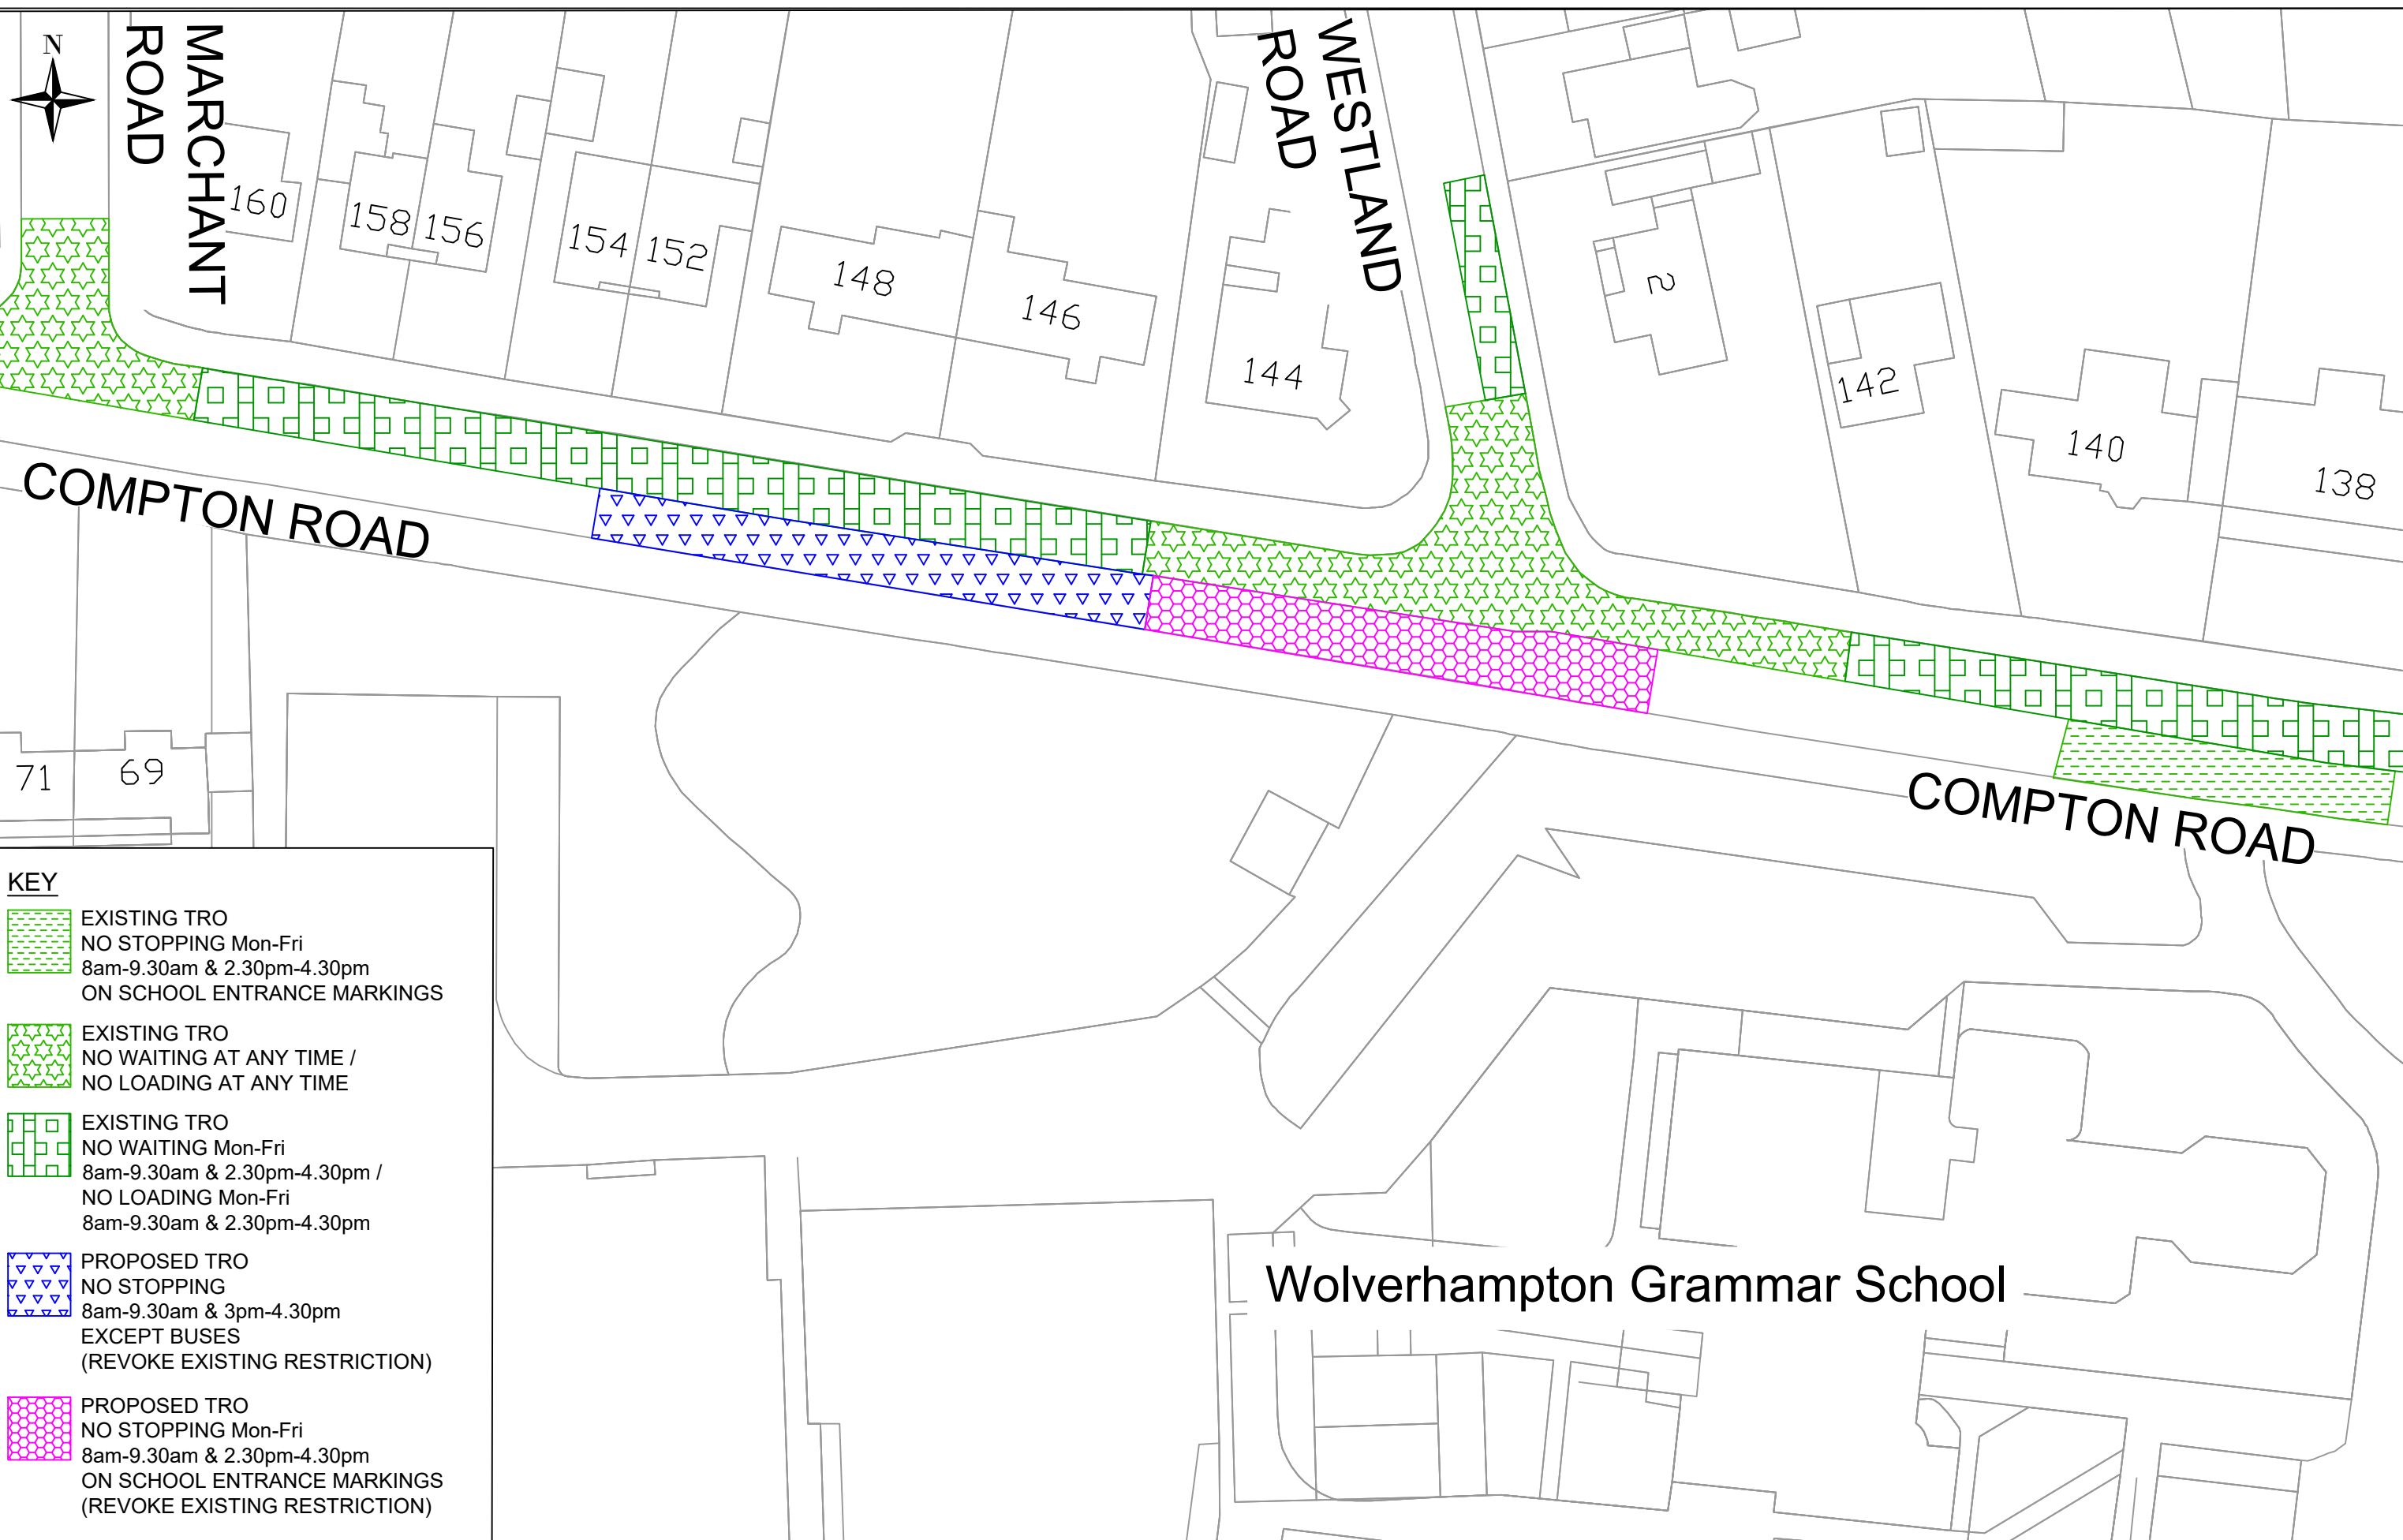 N
MARCHANT
ROAD
WESTLAND
ROAD
160
158
156
154
152
148
146
144
2
142
140
138
COMPTON ROAD
COMPTON ROAD
71
69
Wolverhampton Grammar School
KEY
EXISTING TRO
NO STOPPING Mon-Fri
8am-9.30am & 2.30pm-4.30pm
ON SCHOOL ENTRANCE MARKINGS
EXISTING TRO
NO WAITING AT ANY TIME /
NO LOADING AT ANY TIME
EXISTING TRO
NO WAITING Mon-Fri
8am-9.30am & 2.30pm-4.30pm /
NO LOADING Mon-Fri
8am-9.30am & 2.30pm-4.30pm
PROPOSED TRO
NO STOPPING
8am-9.30am & 3pm-4.30pm
EXCEPT BUSES
(REVOKE EXISTING RESTRICTION)
PROPOSED TRO
NO STOPPING Mon-Fri
8am-9.30am & 2.30pm-4.30pm
ON SCHOOL ENTRANCE MARKINGS
(REVOKE EXISTING RESTRICTION)